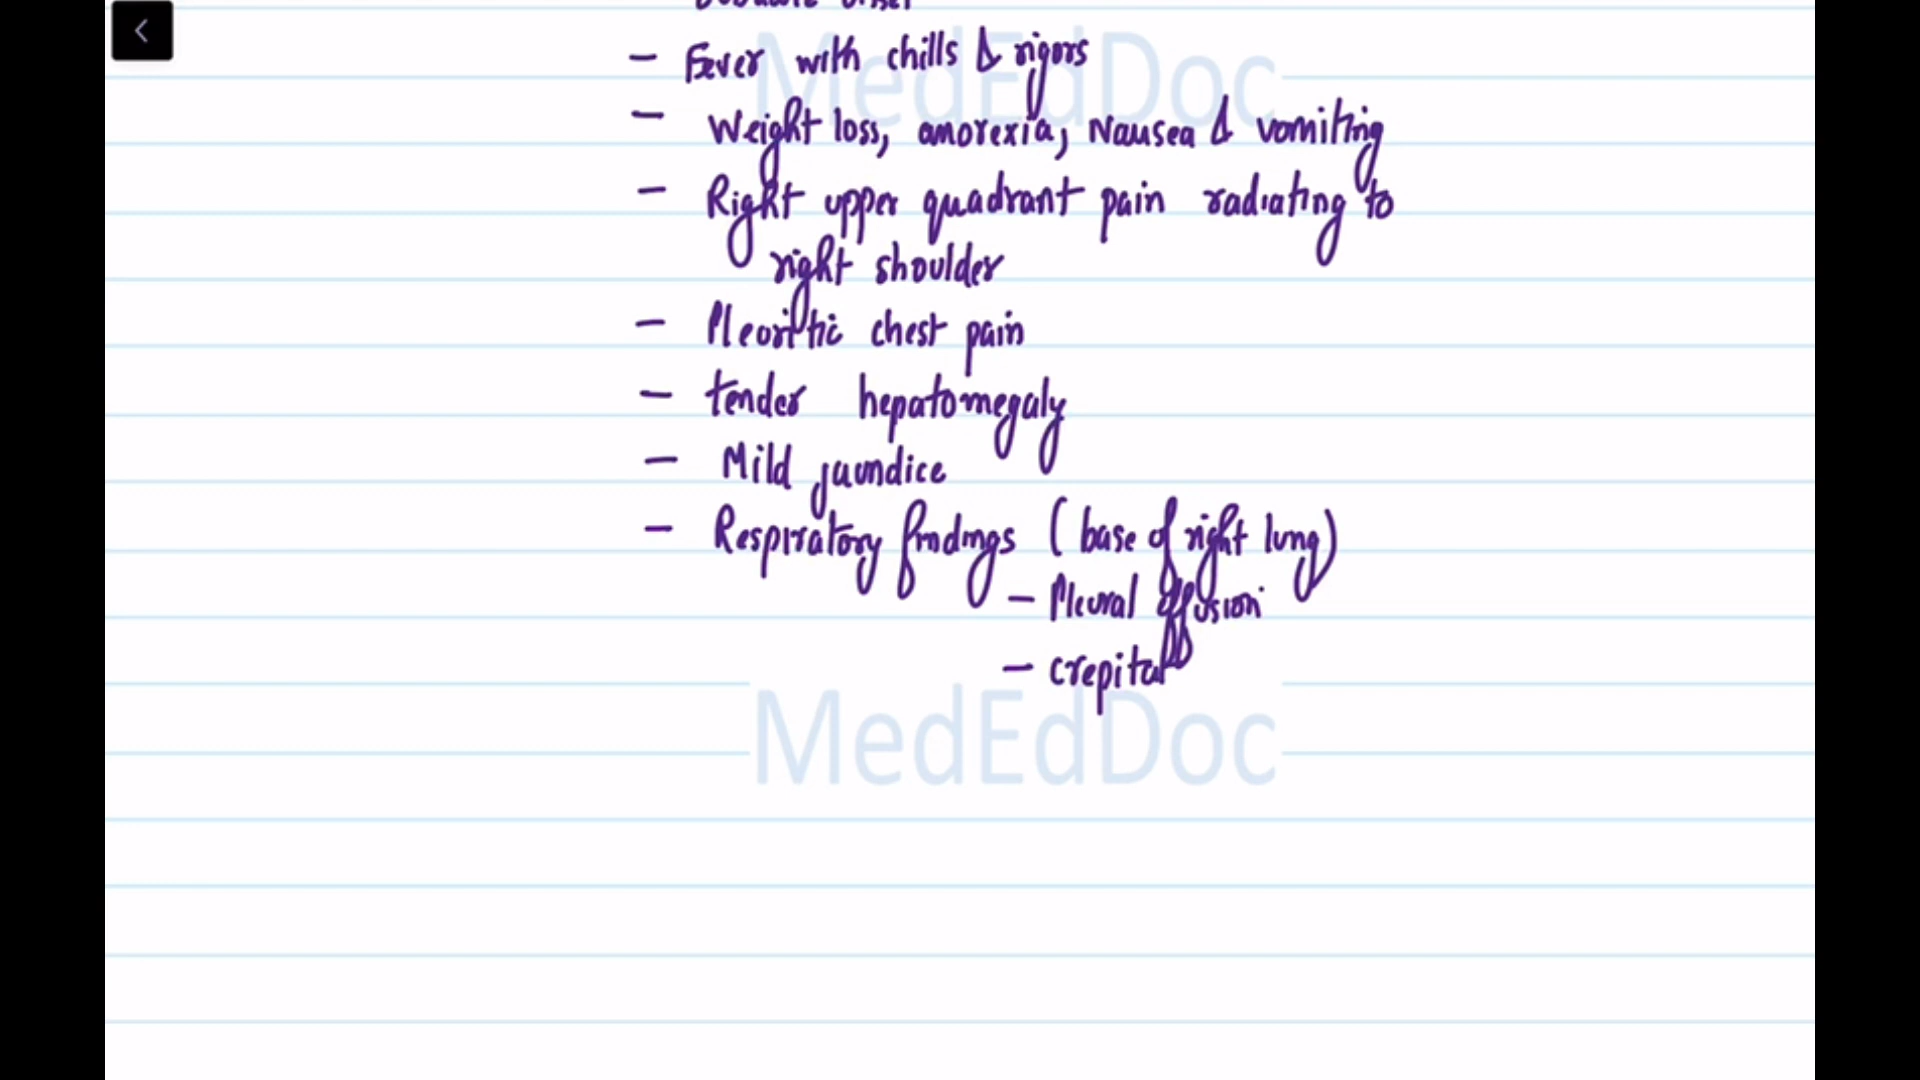 - Fever with chills & rigors
- Weight loss, anorexia, Nausea & vomiting
- Right upper quadrant pain radiating to
right shoulder
- Pleuritic chest pain
- tender hepatomegaly
- Mild jaundice
- Respiratory findings (base of right lung)
- Pleural effusion
- crepitat
MedEdDoc
MedEdDoc